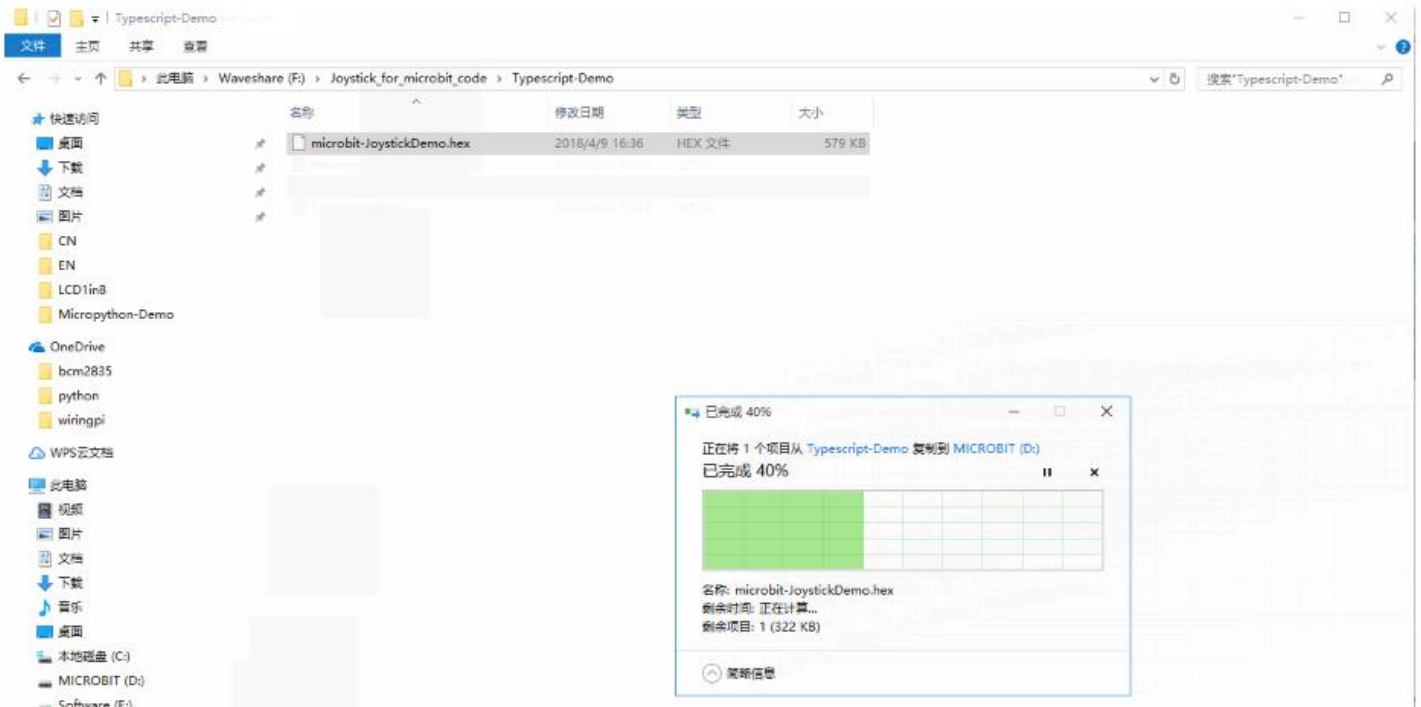 Typescript-Demo
文件 主页 共享 查看
此电脑 › Waveshare (F:) › Joystick_for_microbit_code › Typescript-Demo
搜索"Typescript-Demo"
名称 修改日期 类型 大小
microbit-JoystickDemo.hex 2018/4/9 16:36 HEX 文件 579 KB
快速访问
桌面
下载
文档
图片
CN
EN
LCD1in8
Micropython-Demo
OneDrive
bcm2835
python
wiringpi
WPS云文档
此电脑
视频
图片
文档
下载
音乐
桌面
本地磁盘 (C:)
MICROBIT (D:)
Software (E:)
已完成 40%
正在将 1 个项目从 Typescript-Demo 复制到 MICROBIT (D:)
已完成 40%
名称: microbit-JoystickDemo.hex
剩余时间: 正在计算...
剩余项目: 1 (322 KB)
简略信息